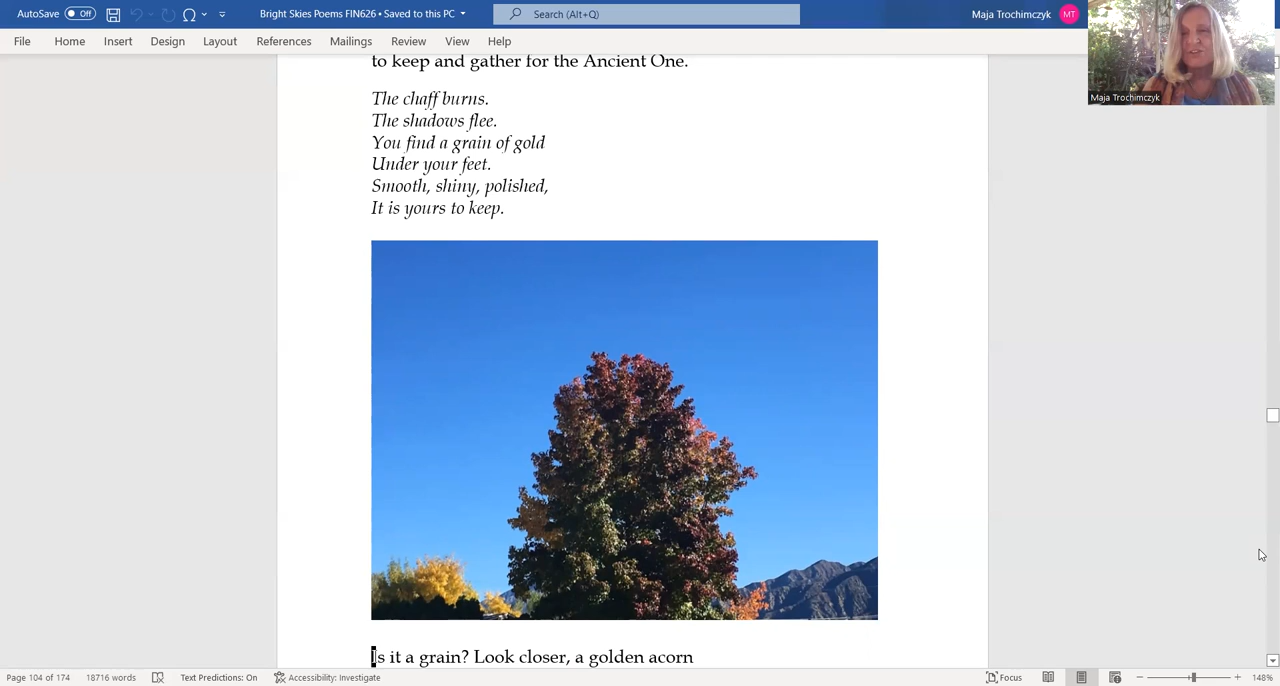 AutoSave Off Bright Skies Poems FIN626 • Saved to this PC Search (Alt+Q) Maja Trochimczyk MT
File Home Insert Design Layout References Mailings Review View Help
Maja Trochimczyk
to keep and gather for the Ancient One.
The chaff burns.
The shadows flee.
You find a grain of gold
Under your feet.
Smooth, shiny, polished,
It is yours to keep.
Is it a grain? Look closer, a golden acorn
Page 104 of 174 18716 words Text Predictions: On Accessibility: Investigate Focus 148%